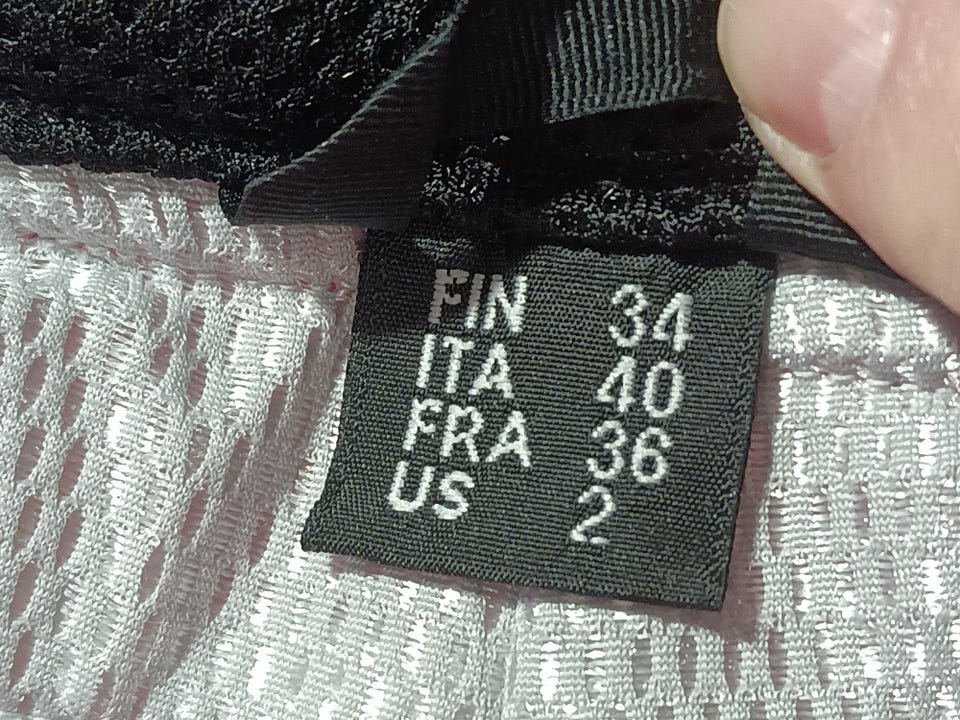 FIN 34
ITA 40
FRA 36
US 2